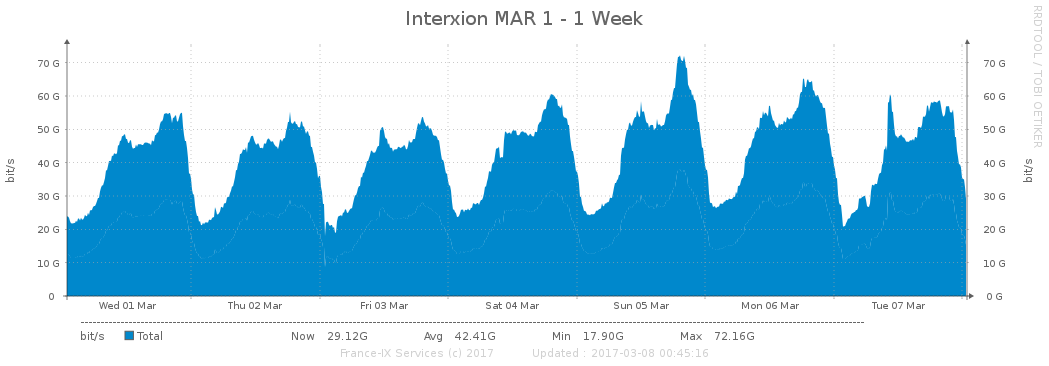 Interxion MAR 1 - 1 Week
RRDTOOL / TOBI OETIKER
bit/s
70 G 70 G
60 G 60 G
50 G 50 G
40 G 40 G
30 G 30 G
20 G 20 G
10 G 10 G
0 0 G
bit/s
Wed 01 Mar Thu 02 Mar Fri 03 Mar Sat 04 Mar Sun 05 Mar Mon 06 Mar Tue 07 Mar
bit/s Total Now 29.12G Avg 42.41G Min 17.90G Max 72.16G
France-IX Services (c) 2017 Updated : 2017-03-08 00:45:16